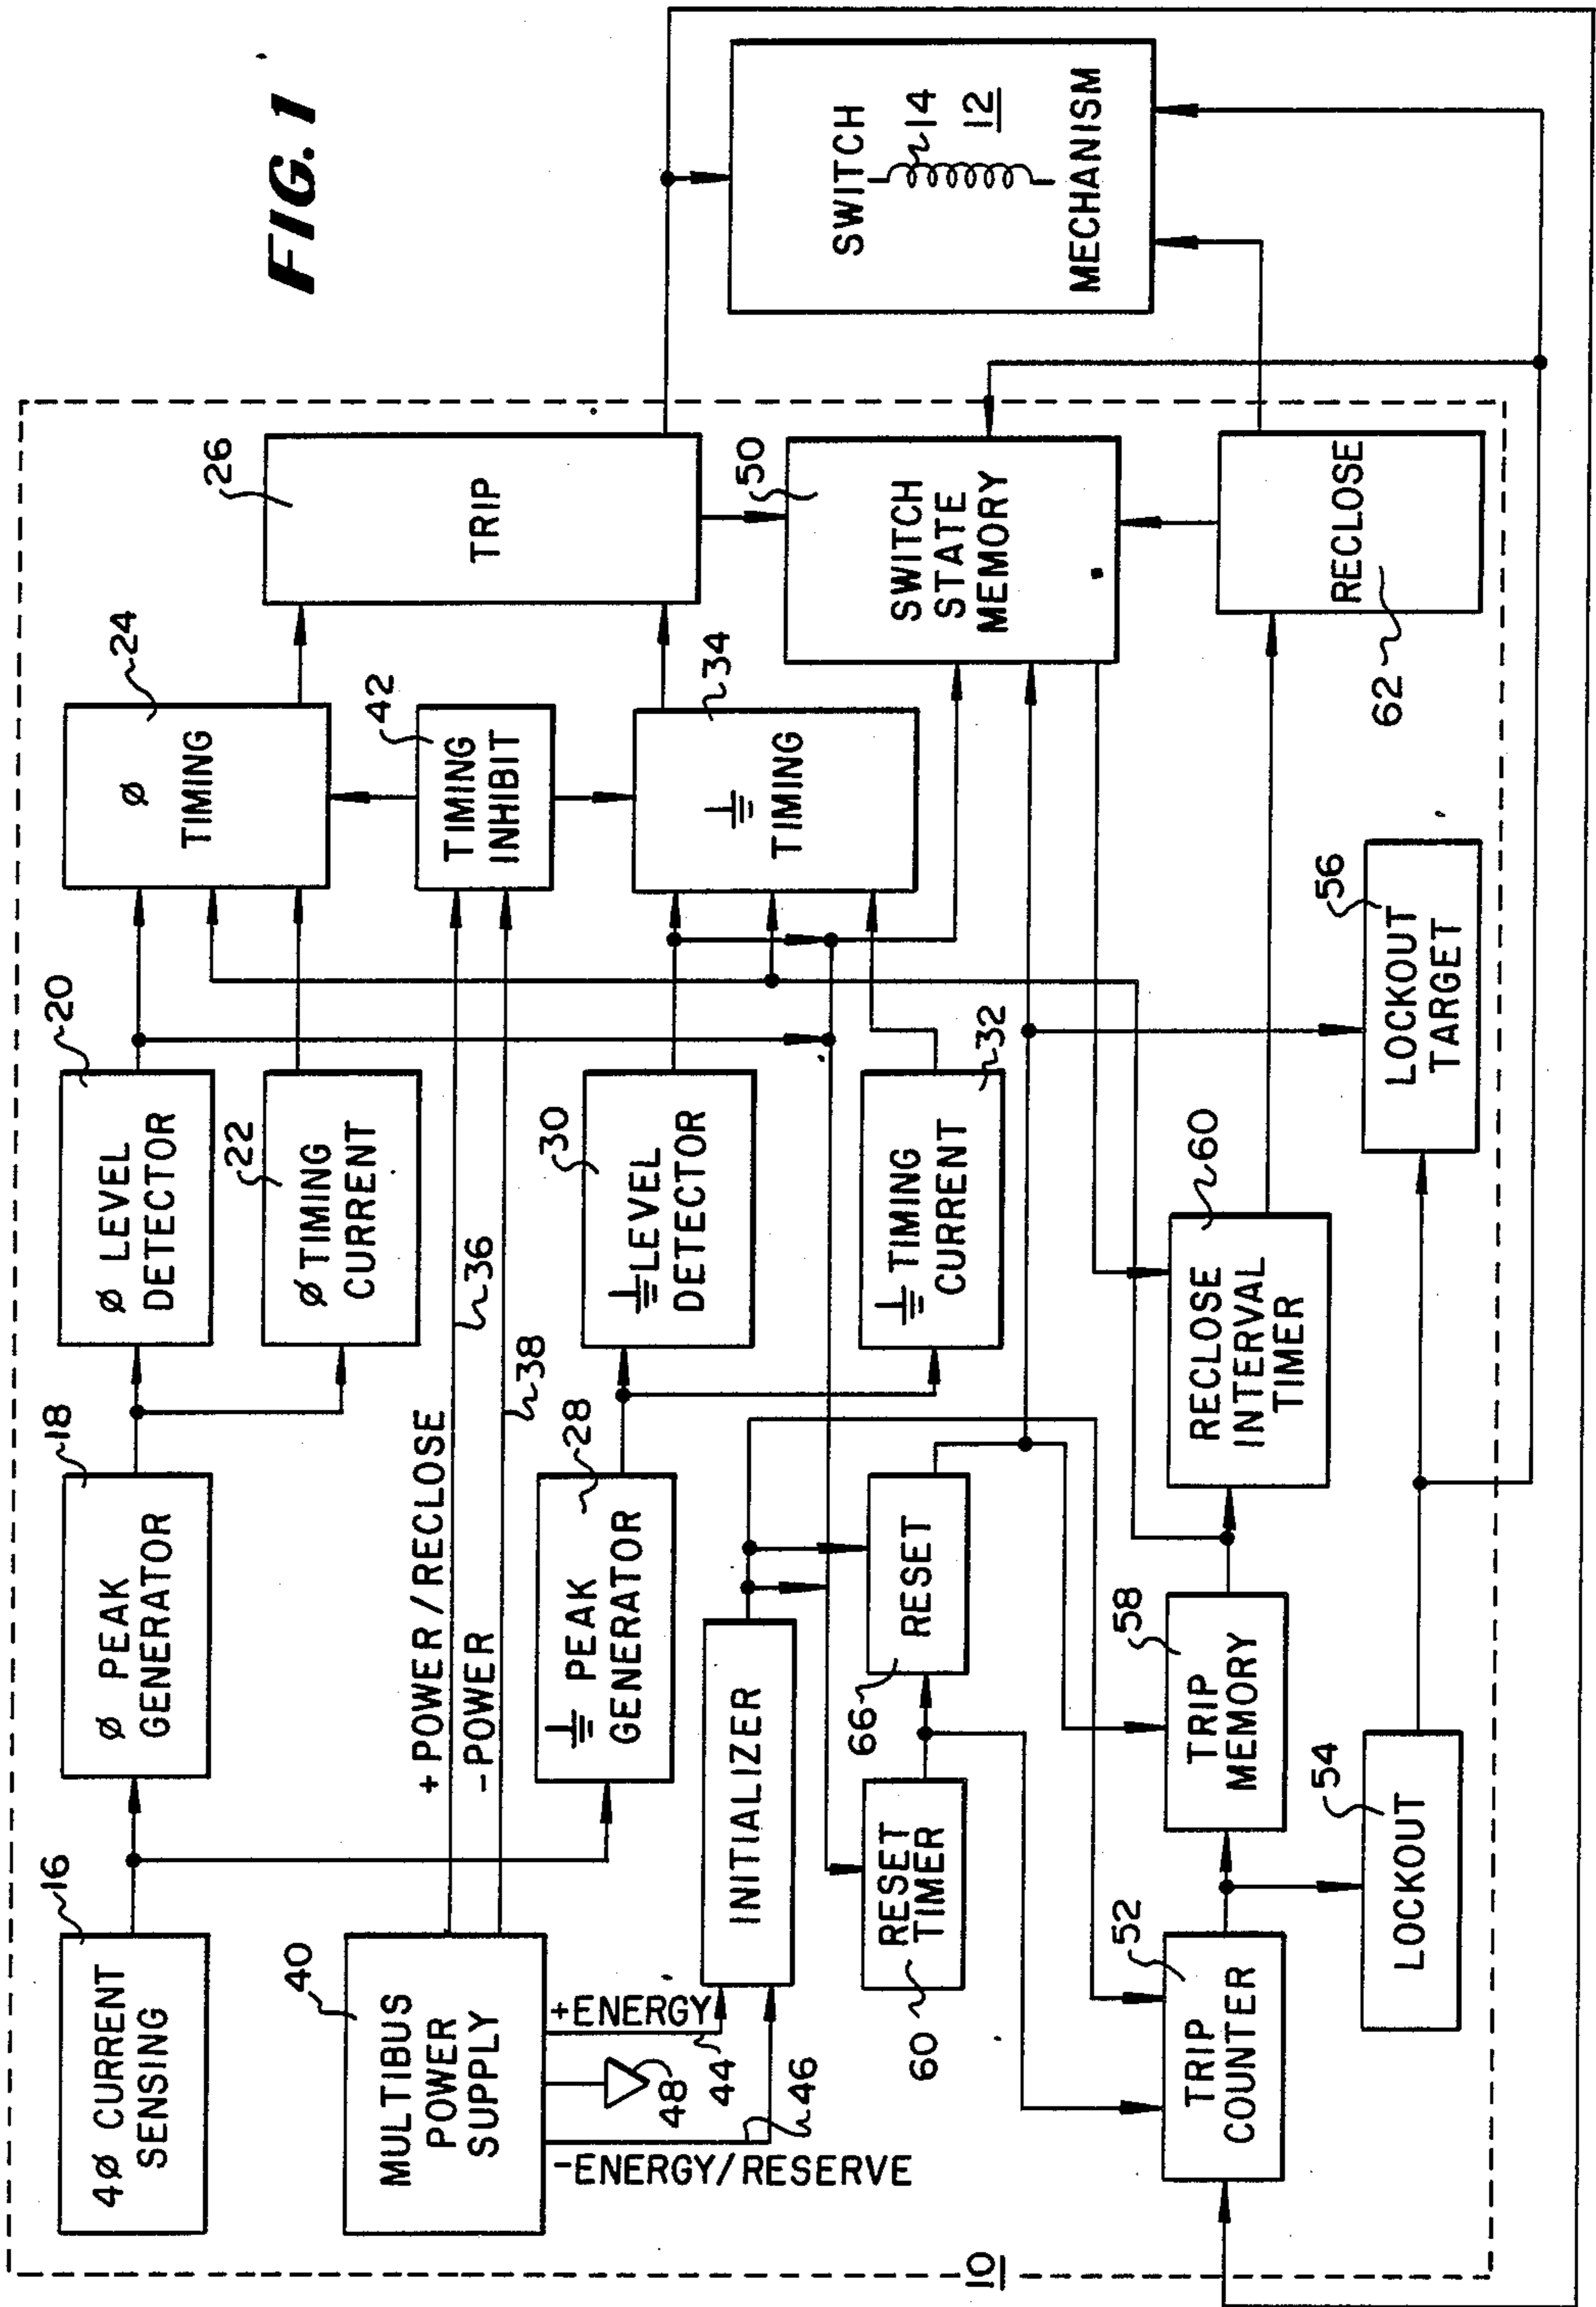 FIG. 1
4Ø CURRENT
SENSING
16
Ø PEAK
GENERATOR
18
Ø LEVEL
DETECTOR
20
Ø TIMING
CURRENT
22
Ø
TIMING
24
TRIP
26
MULTIBUS
POWER
SUPPLY
40
+POWER/RECLOSE
-POWER
36
38
TIMING
INHIBIT
42
PEAK
GENERATOR
28
LEVEL
DETECTOR
30
TIMING
CURRENT
32
TIMING
34
SWITCH
14
12
MECHANISM
+ENERGY
44
48
-ENERGY/RESERVE
46
INITIALIZER
RESET
TIMER
60
RESET
66
SWITCH
STATE
MEMORY
50
TRIP
COUNTER
52
TRIP
MEMORY
58
RECLOSE
INTERVAL
TIMER
60
RECLOSE
62
LOCKOUT
54
LOCKOUT
TARGET
56
10